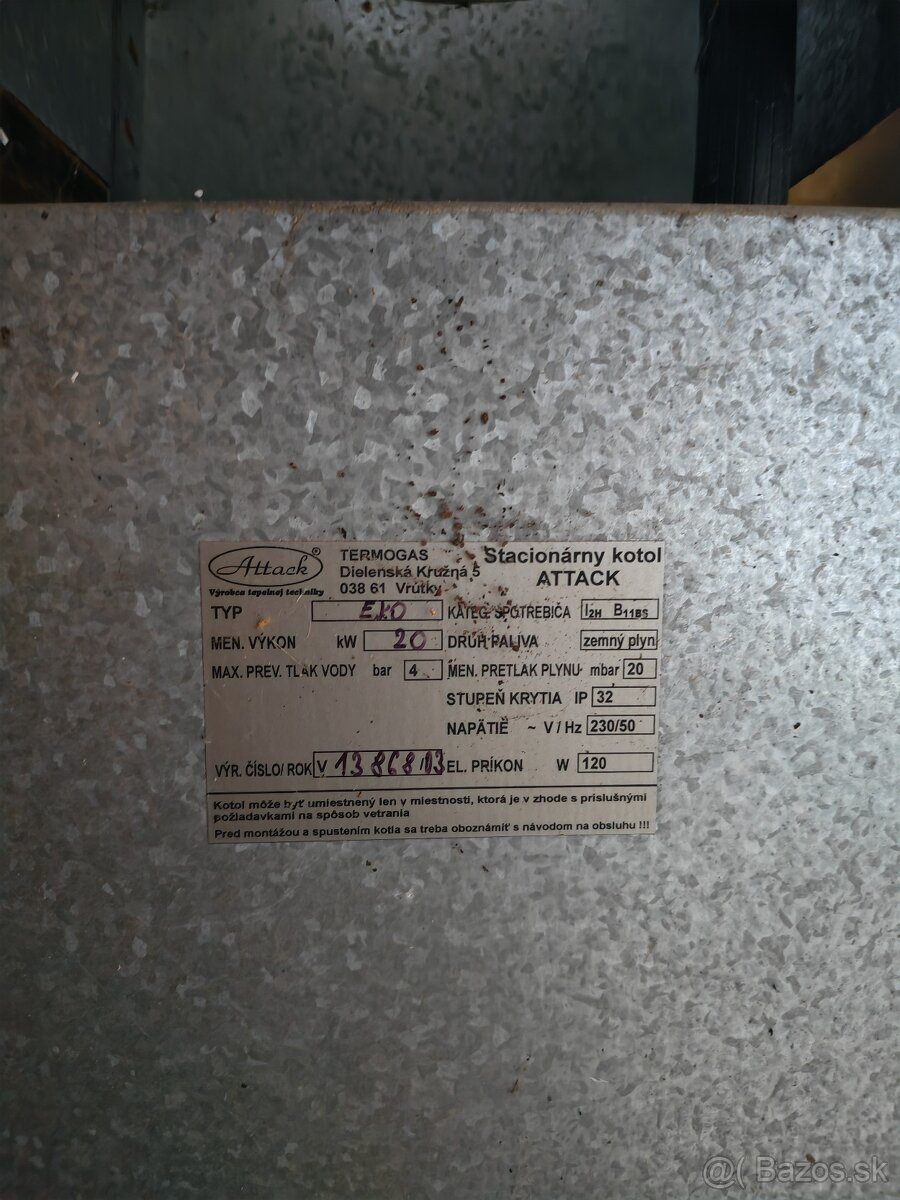 Attack®
Výrobca tepelnej techniky
TERMOGAS
Dielenská Kružná 5
038 61 Vrútky
Stacionárny kotol
ATTACK
TYP EKO KATEG. SPOTREBIČA I2H B11BS
MEN. VÝKON kW 20 DRUH PALIVA zemný plyn
MAX. PREV. TLAK VODY bar 4 MEN. PRETLAK PLYNU mbar 20
STUPEŇ KRYTIA IP 32
NAPÄTIE ~ V / Hz 230/50
VÝR. ČÍSLO/ ROK V 13868/03 EL. PRÍKON W 120
Kotol môže byť umiestnený len v miestnosti, ktorá je v zhode s príslušnými
požiadavkami na spôsob vetrania
Pred montážou a spustením kotla sa treba oboznámiť s návodom na obsluhu !!!
@( Bazos.sk